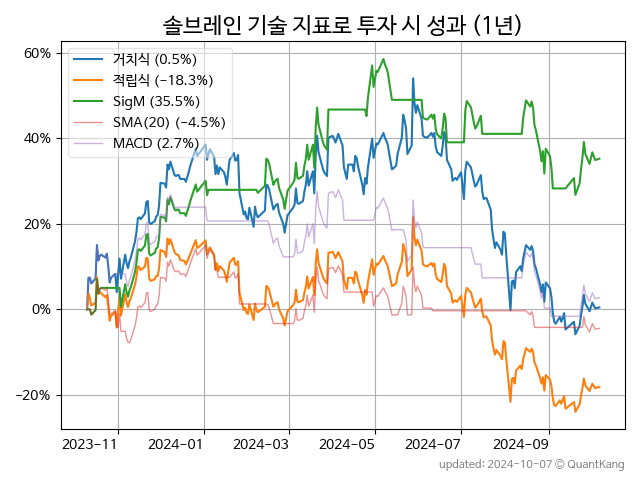 솔브레인 기술 지표로 투자 시 성과 (1년)
거치식 (0.5%)
적립식 (−18.3%)
SigM (35.5%)
SMA(20) (−4.5%)
MACD (2.7%)
60%
40%
20%
0%
−20%
2023−11 2024−01 2024−03 2024−05 2024−07 2024−09
updated: 2024-10-07 © QuantKang